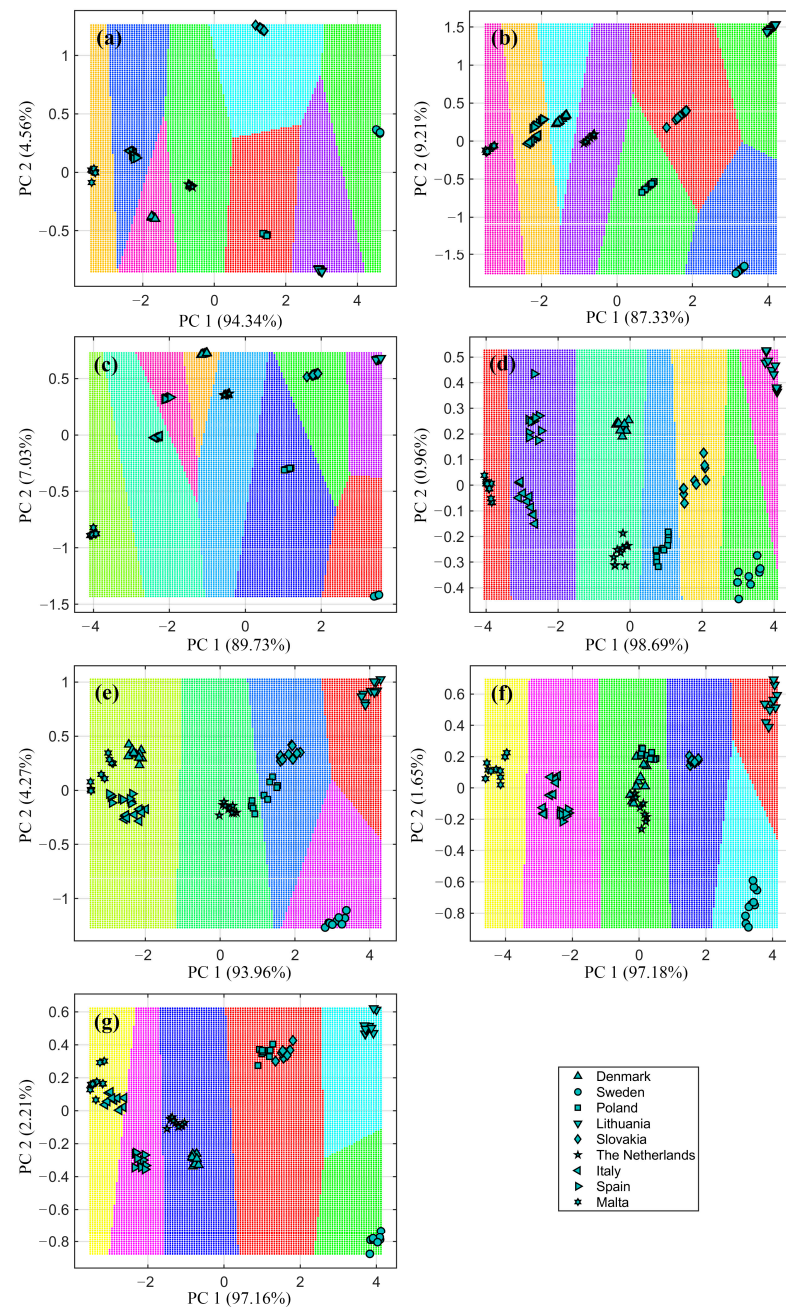 (a)
1
0.5
0
−0.5
PC 2 (4.56%)
−2
0
2
4
PC 1 (94.34%)
(b)
1.5
1
0.5
0
−0.5
−1
−1.5
PC 2 (9.21%)
−2
0
2
4
PC 1 (87.33%)
(c)
0.5
0
−0.5
−1
−1.5
PC 2 (7.03%)
−4
−2
0
2
PC 1 (89.73%)
(d)
0.5
0.4
0.3
0.2
0.1
0
−0.1
−0.2
−0.3
−0.4
PC 2 (0.96%)
−4
−2
0
2
4
PC 1 (98.69%)
(e)
1
0.5
0
−0.5
−1
PC 2 (4.27%)
−2
0
2
4
PC 1 (93.96%)
(f)
0.6
0.4
0.2
0
−0.2
−0.4
−0.6
−0.8
PC 2 (1.65%)
−4
−2
0
2
4
PC 1 (97.18%)
(g)
0.6
0.4
0.2
0
−0.2
−0.4
−0.6
−0.8
PC 2 (2.21%)
−2
0
2
4
PC 1 (97.16%)
Denmark
Sweden
Poland
Lithuania
Slovakia
The Netherlands
Italy
Spain
Malta